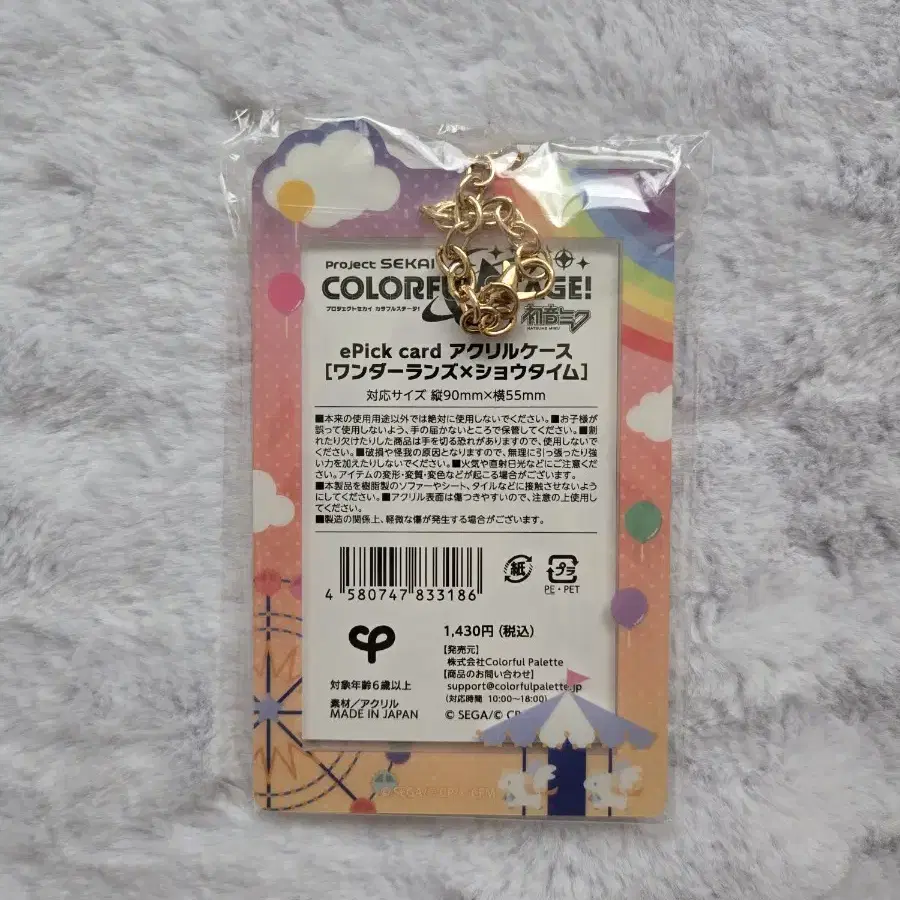 Project SEKAI
COLORFUL STAGE!
プロジェクトセカイ カラフルステージ!
初音ミク
HATSUNE MIKU
ePick card アクリルケース
[ワンダーランズ×ショウタイム]
対応サイズ 縦90mm×横55mm
■本来の使用用途以外では絶対に使用しないでください。■お子様が
誤って使用しないよう、手の届かないところで保管してください。■割
れたり欠けたりした商品は手を切る恐れがありますので、使用しないで
ください。■破損や怪我の原因となりますので、無理に引っ張ったり強
い力を加えたりしないでください。■火気や直射日光などにご注意くだ
さい。アイテムの変形・変質・変色などが起こる場合がございます。
■本製品を樹脂製のソファーやシート、タイルなどに接触させないよう
にしてください。■アクリル表面は傷つきやすいので、注意の上使用し
てください。
■製造の関係上、軽微な傷が発生する場合がございます。
4 580747 833186
紙
プラ
PE・PET
1,430円(税込)
【発売元】
株式会社Colorful Palette
【商品のお問い合わせ】
support@colorfulpalette.jp
(対応時間 10:00～18:00)
対象年齢6歳以上
素材/アクリル
MADE IN JAPAN
© SEGA/© CP
© SEGA/© CP/© CFM